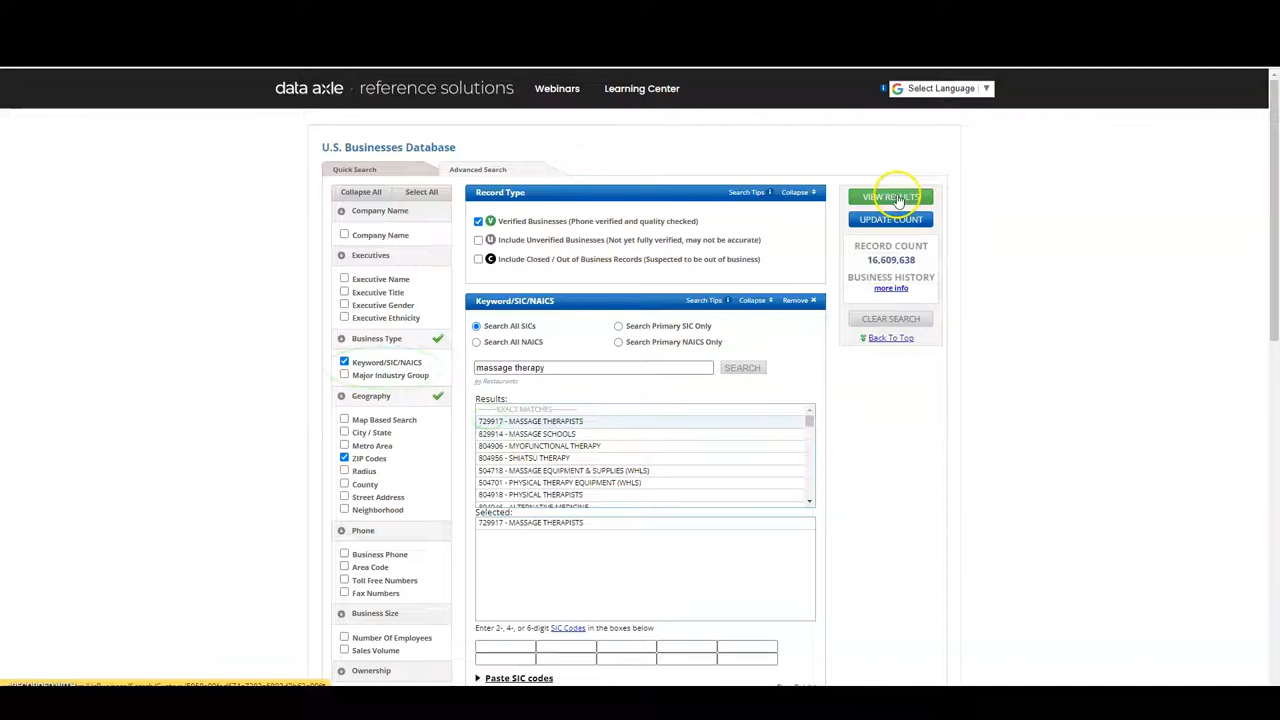 data axle reference solutions
Webinars
Learning Center
Select Language
U.S. Businesses Database
Quick Search
Advanced Search
Collapse All
Select All
Company Name
Company Name
Executives
Executive Name
Executive Title
Executive Gender
Executive Ethnicity
Business Type
Keyword/SIC/NAICS
Major Industry Group
Geography
Map Based Search
City / State
Metro Area
ZIP Codes
Radius
County
Street Address
Neighborhood
Phone
Business Phone
Area Code
Toll Free Numbers
Fax Numbers
Business Size
Number Of Employees
Sales Volume
Ownership
Record Type
Search Tips
Collapse
V Verified Businesses (Phone verified and quality checked)
U Include Unverified Businesses (Not yet fully verified, may not be accurate)
C Include Closed / Out of Business Records (Suspected to be out of business)
Keyword/SIC/NAICS
Search Tips
Collapse
Remove
Search All SICs
Search Primary SIC Only
Search All NAICS
Search Primary NAICS Only
massage therapy
SEARCH
ex Restaurants
Results:
-----EXACT MATCHES-----
729917 - MASSAGE THERAPISTS
829914 - MASSAGE SCHOOLS
804906 - MYOFUNCTIONAL THERAPY
804956 - SHIATSU THERAPY
504718 - MASSAGE EQUIPMENT & SUPPLIES (WHLS)
504701 - PHYSICAL THERAPY EQUIPMENT (WHLS)
804918 - PHYSICAL THERAPISTS
Selected:
729917 - MASSAGE THERAPISTS
Enter 2-, 4-, or 6-digit SIC Codes in the boxes below
Paste SIC codes
VIEW RESULTS
UPDATE COUNT
RECORD COUNT
16,609,638
BUSINESS HISTORY
more info
CLEAR SEARCH
Back To Top